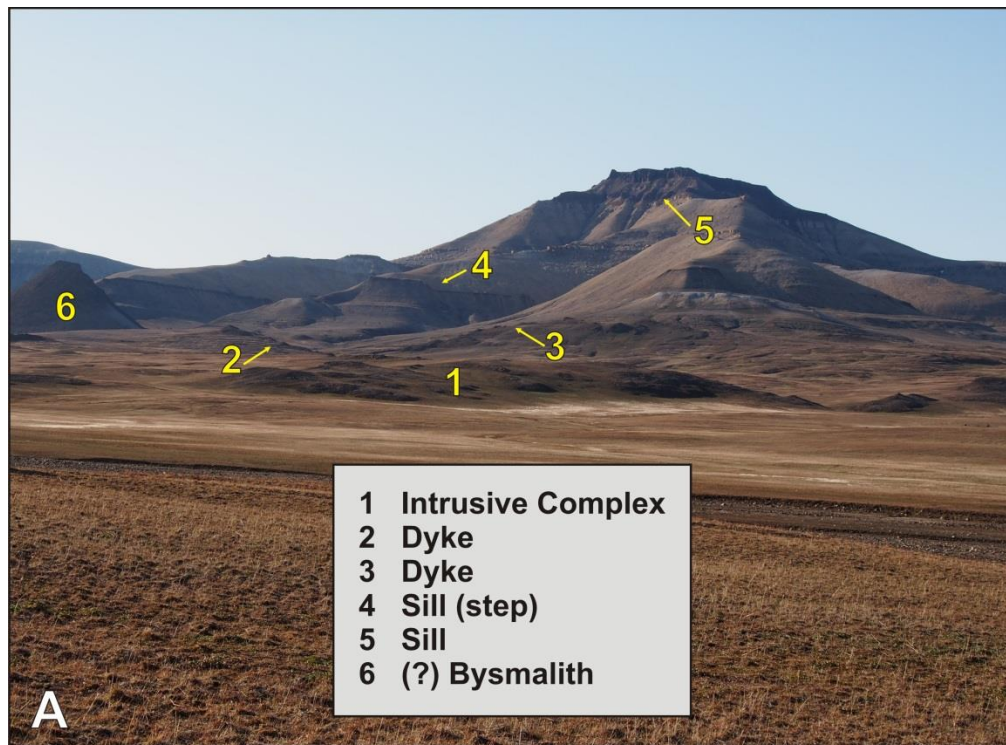 5
4
6
3
2
1
1 Intrusive Complex
2 Dyke
3 Dyke
4 Sill (step)
5 Sill
6 (?) Bysmalith
A